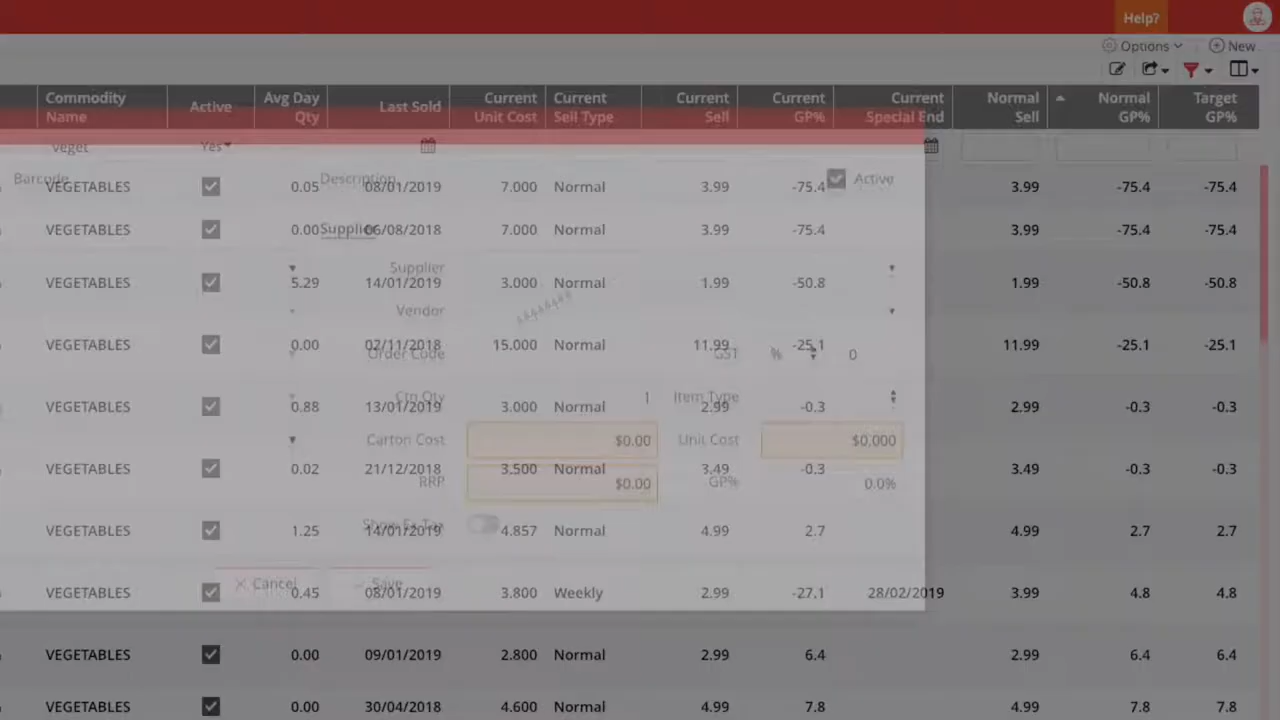 Help?
Options New
Commodity Name Active Avg Day Qty Last Sold Current Unit Cost Current Sell Type Current Sell Current GP% Current Special End Normal Sell Normal GP% Target GP%
veget Yes
Barcode Description Active
VEGETABLES 0.05 08/01/2019 7.000 Normal 3.99 -75.4 3.99 -75.4 -75.4
VEGETABLES 0.00 06/08/2018 7.000 Normal 3.99 -75.4 3.99 -75.4 -75.4
Supplier
Supplier
VEGETABLES 5.29 14/01/2019 3.000 Normal 1.99 -50.8 1.99 -50.8 -50.8
Vendor
VEGETABLES 0.00 02/11/2018 15.000 Normal 11.99 -25.1 11.99 -25.1 -25.1
Order Code GST % 0
Ctn Qty 1 Item Type
VEGETABLES 0.88 13/01/2019 3.000 Normal 2.99 -0.3 2.99 -0.3 -0.3
Carton Cost $0.00 Unit Cost $0.000
VEGETABLES 0.02 21/12/2018 3.500 Normal 3.49 -0.3 3.49 -0.3 -0.3
RRP $0.00 GP% 0.0%
Show Ex Tax
VEGETABLES 1.25 14/01/2019 4.857 Normal 4.99 2.7 4.99 2.7 2.7
Cancel Save
VEGETABLES 0.45 08/01/2019 3.800 Weekly 2.99 -27.1 28/02/2019 3.99 4.8 4.8
VEGETABLES 0.00 09/01/2019 2.800 Normal 2.99 6.4 2.99 6.4 6.4
VEGETABLES 0.00 30/04/2018 4.600 Normal 4.99 7.8 4.99 7.8 7.8